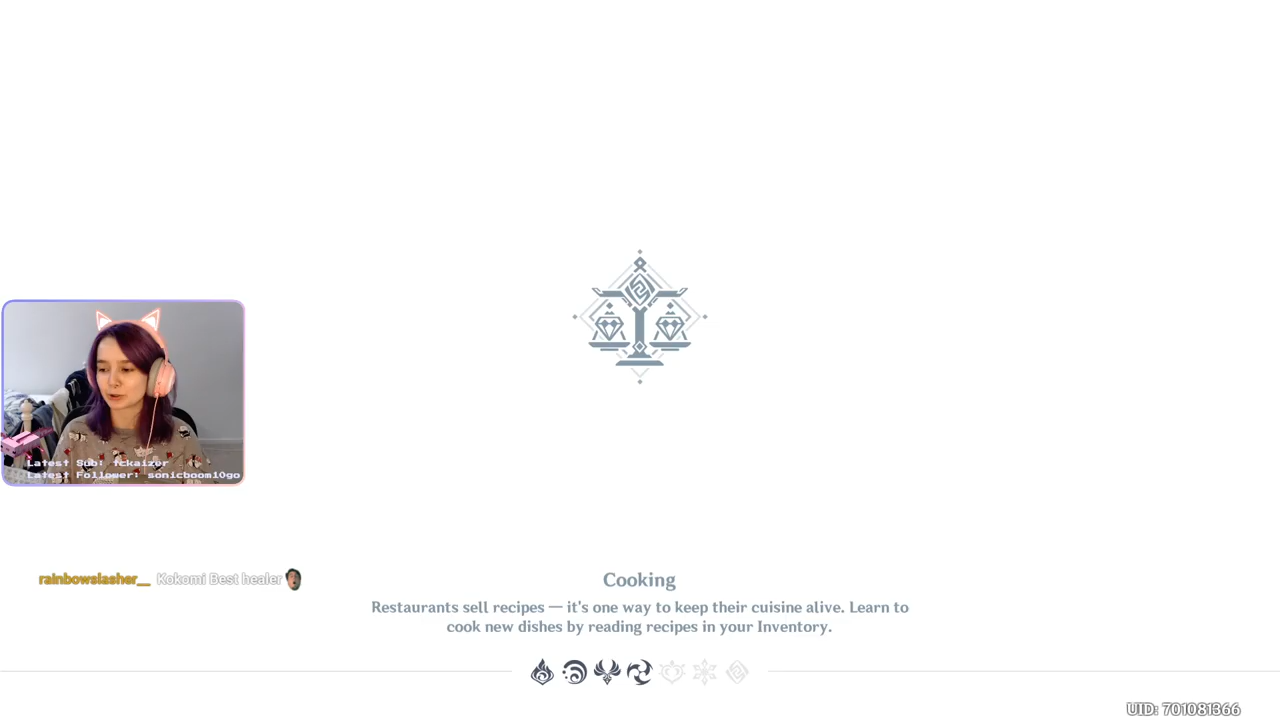 Latest Sub: fckaizer
Latest Follower: sonicboom10go
rainbowslasher__ Kokomi Best healer
Cooking
Restaurants sell recipes — it's one way to keep their cuisine alive. Learn to
cook new dishes by reading recipes in your Inventory.
UID: 701081366